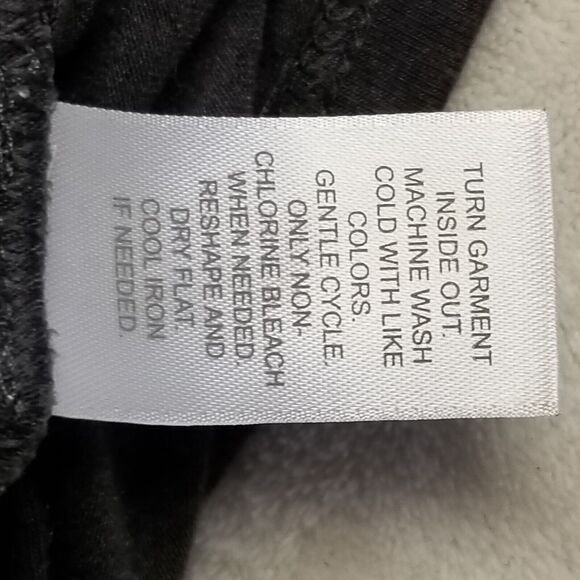 TURN GARMENT
INSIDE OUT.
MACHINE WASH
COLD WITH LIKE
COLORS.
GENTLE CYCLE.
ONLY NON-
CHLORINE BLEACH
WHEN NEEDED.
RESHAPE AND
DRY FLAT.
COOL IRON
IF NEEDED.